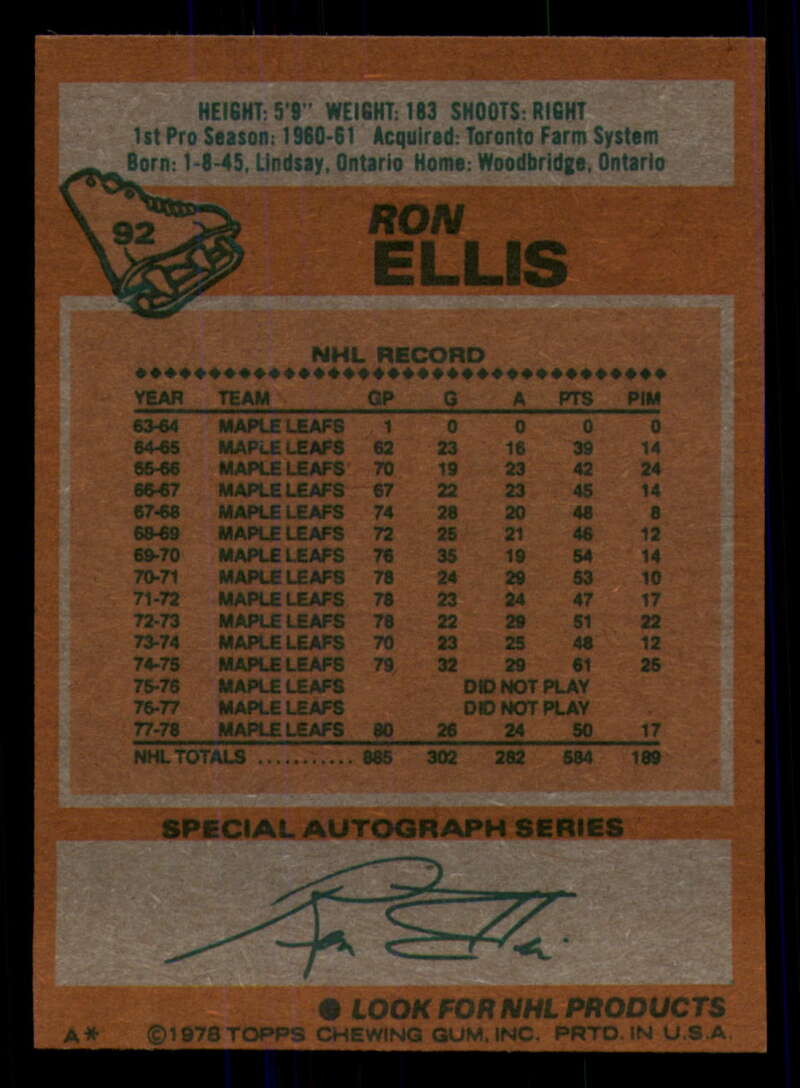 HEIGHT: 5'9" WEIGHT: 183 SHOOTS: RIGHT
1st Pro Season: 1960-61 Acquired: Toronto Farm System
Born: 1-8-45, Lindsay, Ontario Home: Woodbridge, Ontario
92
RON
ELLIS
NHL RECORD
YEAR TEAM GP G A PTS PIM
63-64 MAPLE LEAFS 1 0 0 0 0
64-65 MAPLE LEAFS 62 23 16 39 14
65-66 MAPLE LEAFS 70 19 23 42 24
66-67 MAPLE LEAFS 67 22 23 45 14
67-68 MAPLE LEAFS 74 28 20 48 8
68-69 MAPLE LEAFS 72 25 21 46 12
69-70 MAPLE LEAFS 76 35 19 54 14
70-71 MAPLE LEAFS 78 24 29 53 10
71-72 MAPLE LEAFS 78 23 24 47 17
72-73 MAPLE LEAFS 78 22 29 51 22
73-74 MAPLE LEAFS 70 23 25 48 12
74-75 MAPLE LEAFS 79 32 29 61 25
75-76 MAPLE LEAFS DID NOT PLAY
76-77 MAPLE LEAFS DID NOT PLAY
77-78 MAPLE LEAFS 80 26 24 50 17
NHL TOTALS ........... 885 302 282 584 189
SPECIAL AUTOGRAPH SERIES
Ron Ellis
● LOOK FOR NHL PRODUCTS
A* ©1978 TOPPS CHEWING GUM, INC. PRTD. IN U.S.A.